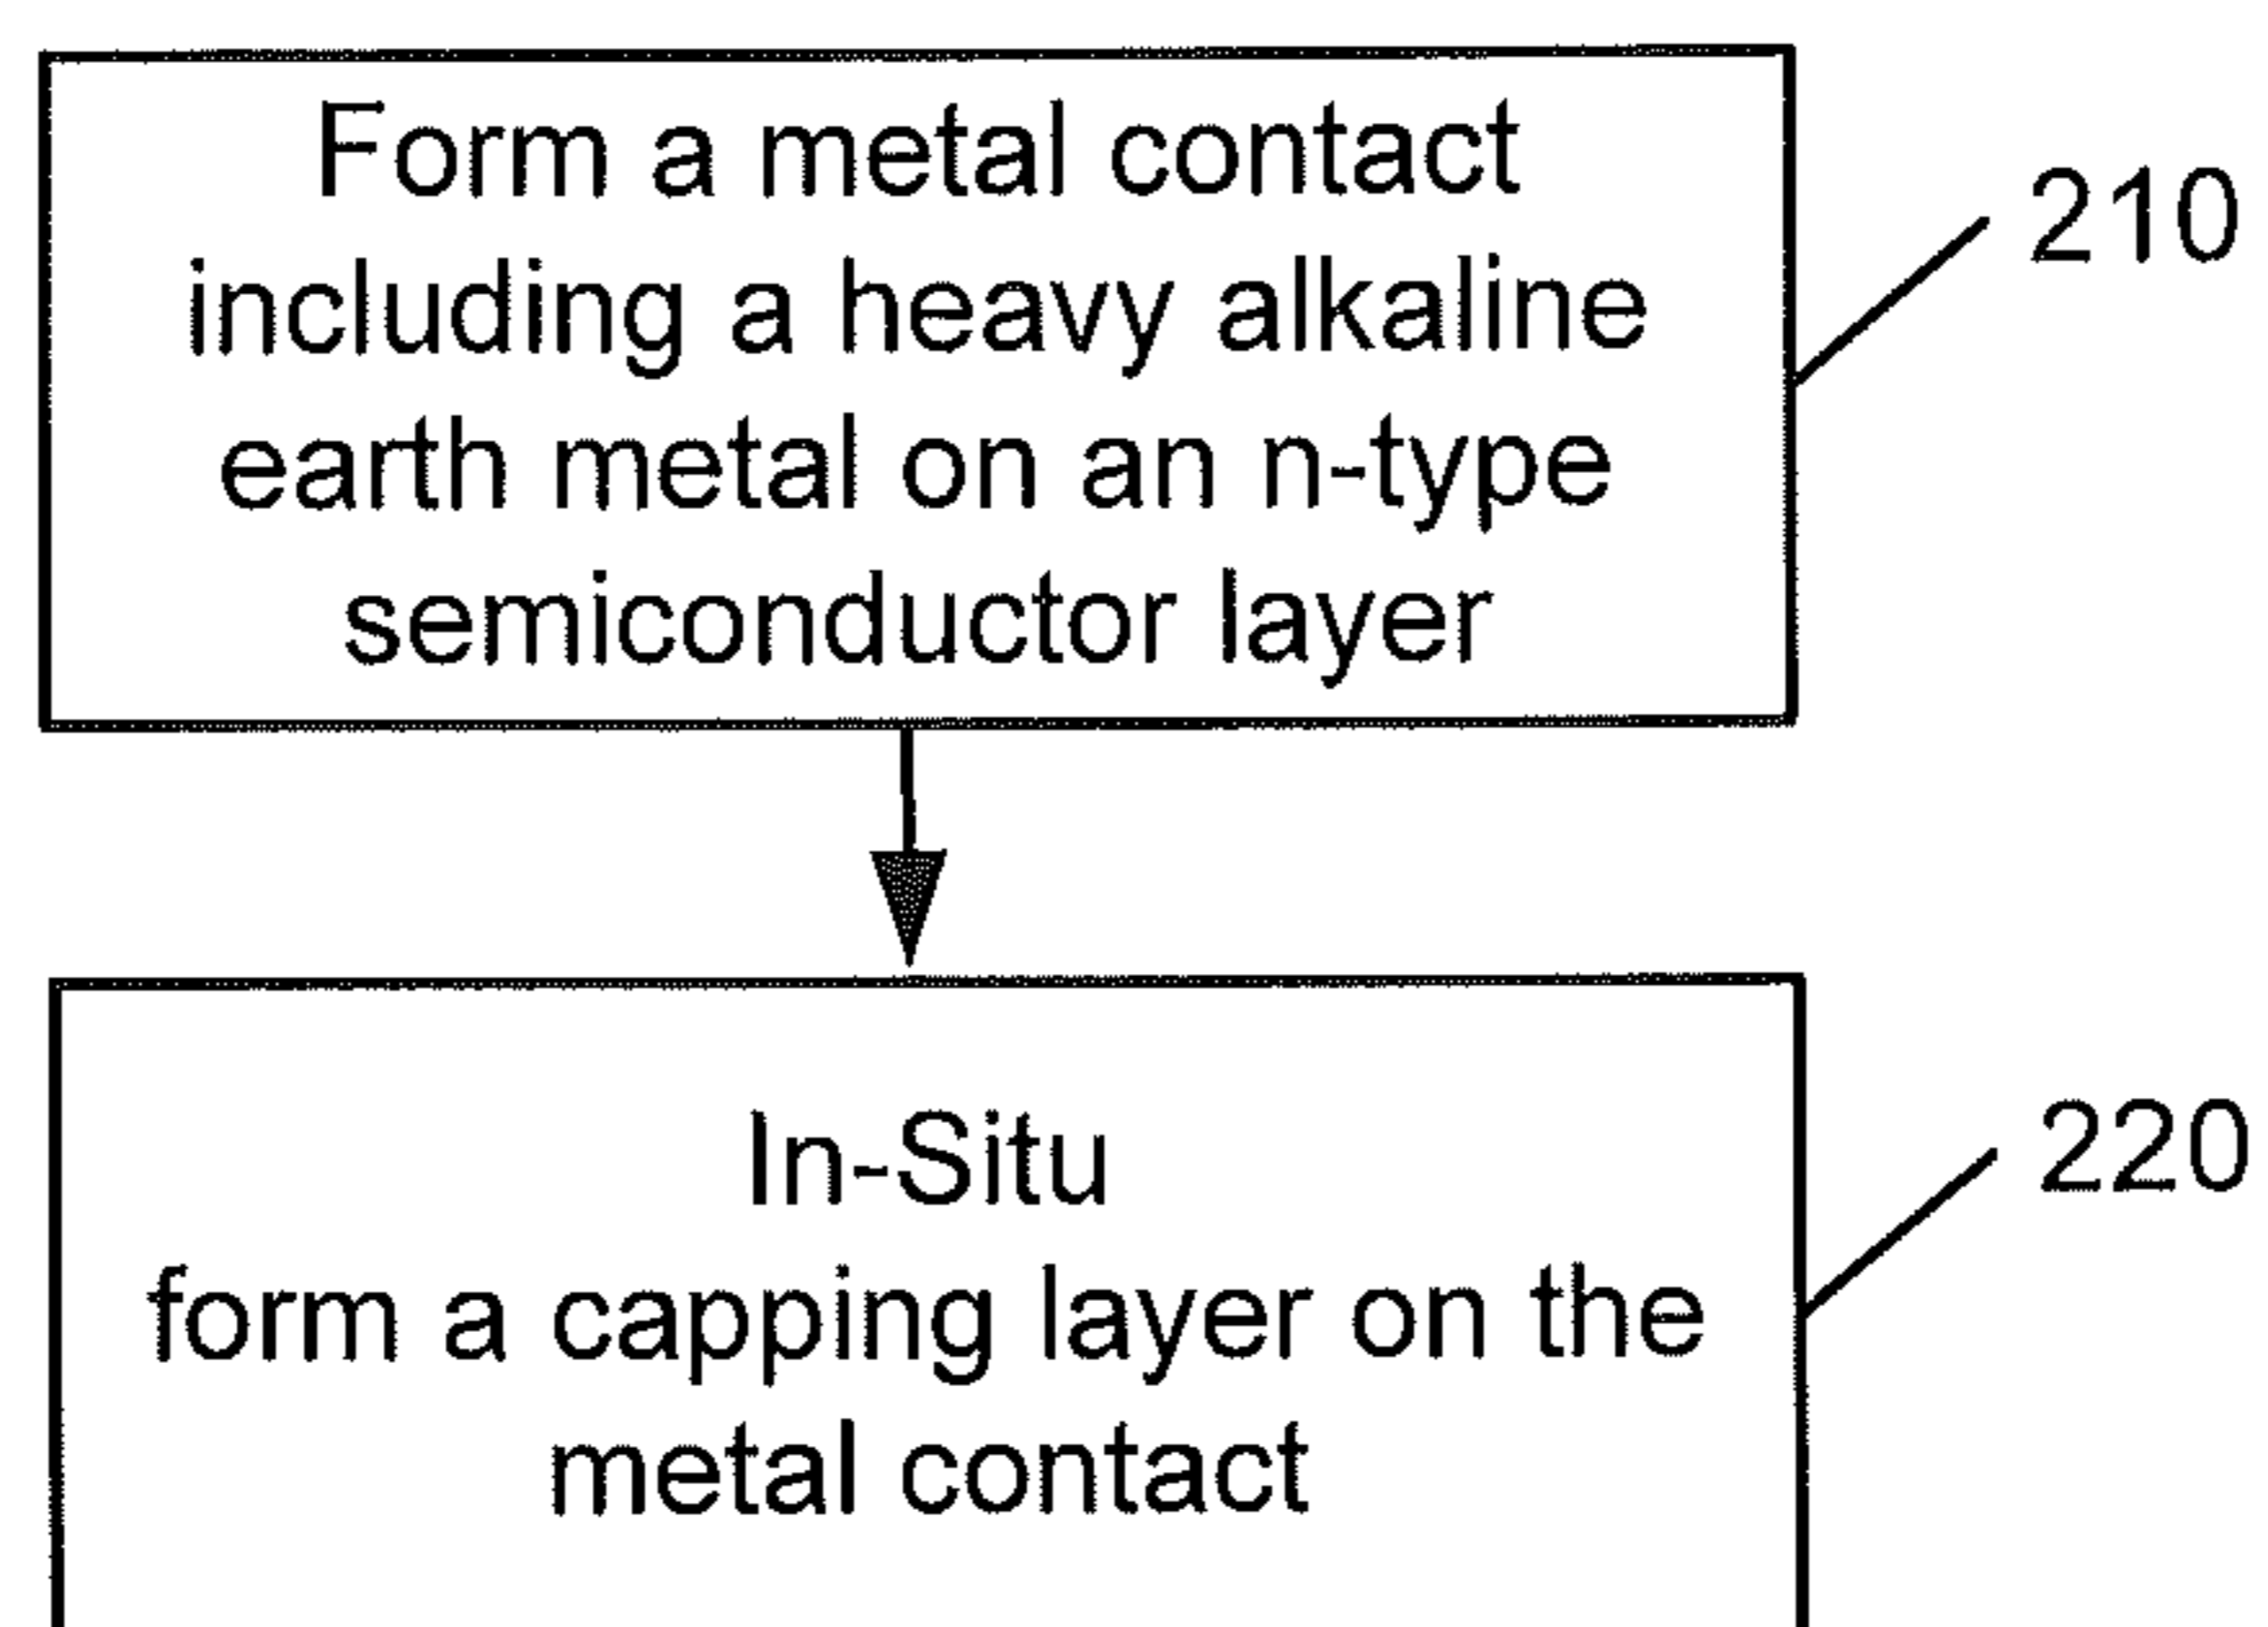 Form a metal contact
including a heavy alkaline
earth metal on an n-type
semiconductor layer
210
In-Situ
form a capping layer on the
metal contact
220